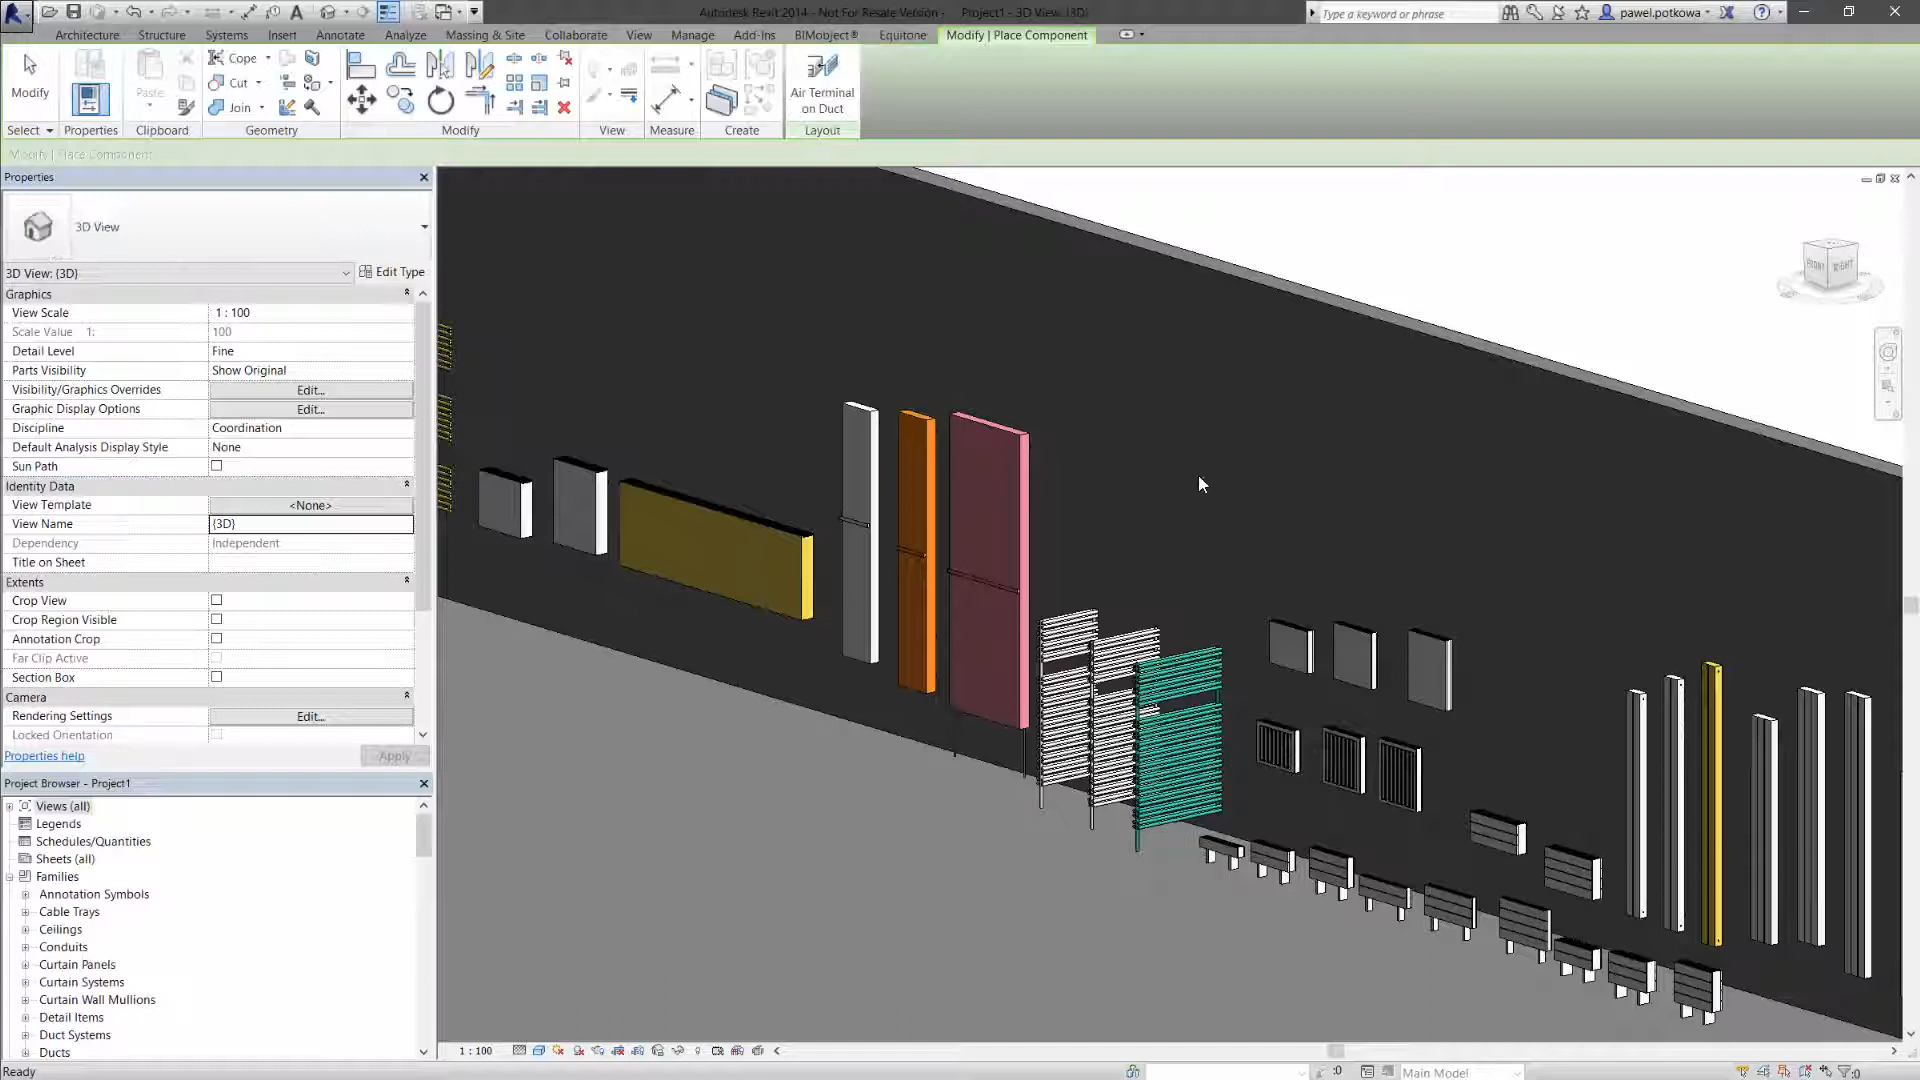 Autodesk Revit 2014 - Not For Resale Version - Project1 - 3D View: {3D}
Type a keyword or phrase
pawel.potkowa
Architecture Structure Systems Insert Annotate Analyze Massing & Site Collaborate View Manage Add-Ins BIMobject® Equitone Modify | Place Component
Modify
Paste
Cope
Cut
Join
Air Terminal
on Duct
Select Properties Clipboard Geometry Modify View Measure Create Layout
Modify | Place Component
Properties
3D View
3D View: {3D}
Edit Type
Graphics
View Scale 1 : 100
Scale Value 1: 100
Detail Level Fine
Parts Visibility Show Original
Visibility/Graphics Overrides Edit...
Graphic Display Options Edit...
Discipline Coordination
Default Analysis Display Style None
Sun Path
Identity Data
View Template <None>
View Name {3D}
Dependency Independent
Title on Sheet
Extents
Crop View
Crop Region Visible
Annotation Crop
Far Clip Active
Section Box
Camera
Rendering Settings Edit...
Locked Orientation
Properties help Apply
Project Browser - Project1
Views (all)
Legends
Schedules/Quantities
Sheets (all)
Families
Annotation Symbols
Cable Trays
Ceilings
Conduits
Curtain Panels
Curtain Systems
Curtain Wall Mullions
Detail Items
Duct Systems
Ducts
FRONT RIGHT
1 : 100
Ready
:0
Main Model
:0